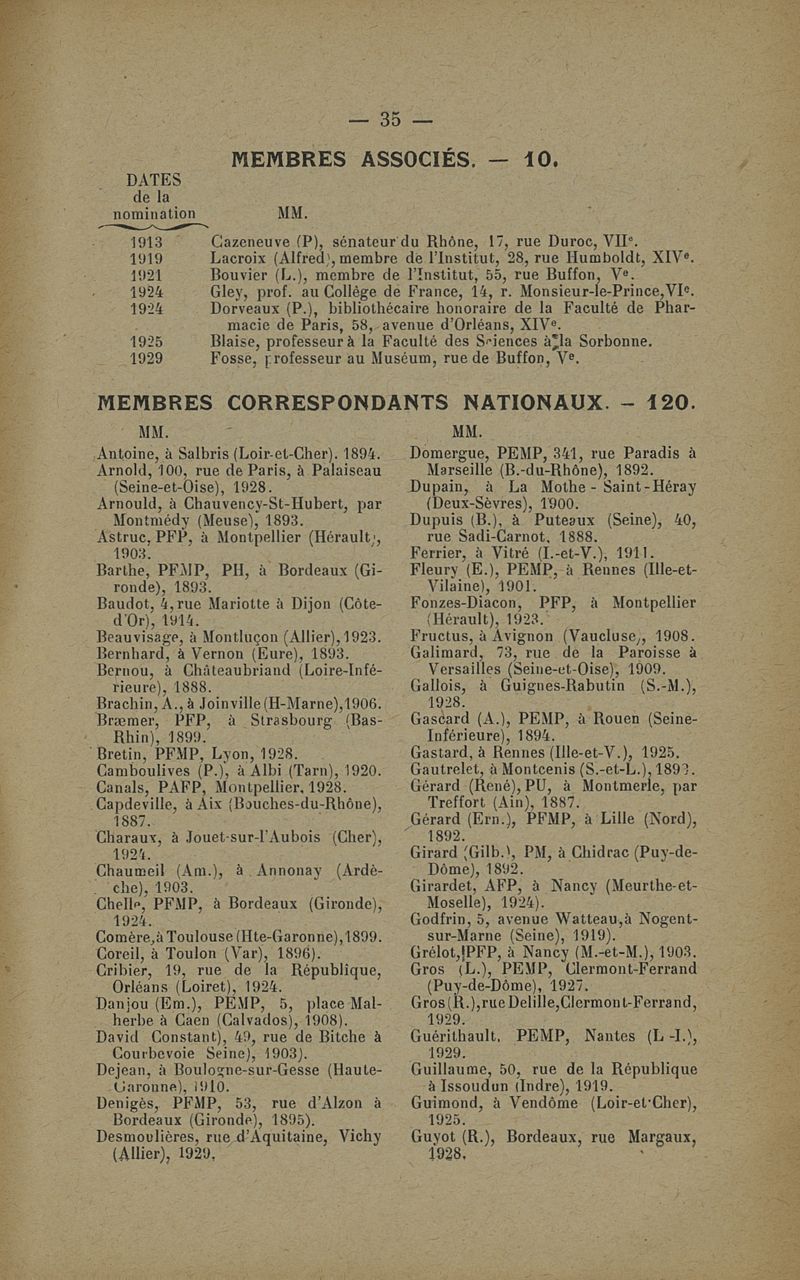 — 35 —
MEMBRES ASSOCIÉS. — 10.
DATES
de la
nomination MM.
1913 Cazeneuve (P), sénateur du Rhône, 17, rue Duroc, VIIe.
1919 Lacroix (Alfred), membre de l'Institut, 28, rue Humboldt, XIVe.
1921 Bouvier (L.), membre de l'Institut, 55, rue Buffon, Ve.
1924 Gley, prof. au Collège de France, 14, r. Monsieur-le-Prince, VIe.
1924 Dorveaux (P.), bibliothécaire honoraire de la Faculté de Phar-
macie de Paris, 58, avenue d'Orléans, XIVe.
1925 Blaise, professeur à la Faculté des Sciences à la Sorbonne.
1929 Fosse, professeur au Muséum, rue de Buffon, Ve.
MEMBRES CORRESPONDANTS NATIONAUX. — 120.
MM.
Antoine, à Salbris (Loir-et-Cher). 1894.
Arnold, 100, rue de Paris, à Palaiseau
(Seine-et-Oise), 1928.
Arnould, à Chauvency-St-Hubert, par
Montmédy (Meuse), 1893.
Astruc, PFP, à Montpellier (Hérault),
1903.
Barthe, PFMP, PH, à Bordeaux (Gi-
ronde), 1893.
Baudot, 4, rue Mariotte à Dijon (Côte-
d'Or), 1914.
Beauvisage, à Montluçon (Allier), 1923.
Bernhard, à Vernon (Eure), 1893.
Bernou, à Châteaubriand (Loire-Infé-
rieure), 1888.
Brachin, A., à Joinville (H-Marne), 1906.
Bræmer, PFP, à Strasbourg (Bas-
Rhin), 1899.
Bretin, PFMP, Lyon, 1928.
Camboulives (P.), à Albi (Tarn), 1920.
Canals, PAFP, Montpellier, 1928.
Capdeville, à Aix (Bouches-du-Rhône),
1887.
Charaux, à Jouet-sur-l'Aubois (Cher),
1924.
Chaumeil (Am.), à Annonay (Ardè-
che), 1903.
Chelle, PFMP, à Bordeaux (Gironde),
1924.
Comère, à Toulouse (Hte-Garonne), 1899.
Coreil, à Toulon (Var), 1896).
Cribier, 19, rue de la République,
Orléans (Loiret), 1924.
Danjou (Em.), PEMP, 5, place Mal-
herbe à Caen (Calvados), 1908).
David Constant), 49, rue de Bitche à
Courbevoie Seine), 1903).
Dejean, à Boulogne-sur-Gesse (Haute-
Garonne), 1910.
Denigès, PFMP, 53, rue d'Alzon à
Bordeaux (Gironde), 1895).
Desmoulières, rue d'Aquitaine, Vichy
(Allier), 1929.
MM.
Domergue, PEMP, 341, rue Paradis à
Marseille (B.-du-Rhône), 1892.
Dupain, à La Mothe - Saint-Héray
(Deux-Sèvres), 1900.
Dupuis (B.), à Puteaux (Seine), 40,
rue Sadi-Carnot, 1888.
Ferrier, à Vitré (I.-et-V.), 1911.
Fleury (E.), PEMP, à Rennes (Ille-et-
Vilaine), 1901.
Fonzes-Diacon, PFP, à Montpellier
(Hérault), 1923.
Fructus, à Avignon (Vaucluse), 1908.
Galimard, 73, rue de la Paroisse à
Versailles (Seine-et-Oise), 1909.
Gallois, à Guignes-Rabutin (S.-M.),
1928.
Gascard (A.), PEMP, à Rouen (Seine-
Inférieure), 1894.
Gastard, à Rennes (Ille-et-V.), 1925.
Gautrelet, à Montcenis (S.-et-L.), 1893.
Gérard (René), PU, à Montmerle, par
Treffort (Ain), 1887.
Gérard (Ern.), PFMP, à Lille (Nord),
1892.
Girard (Gilb.), PM, à Chidrac (Puy-de-
Dôme), 1892.
Girardet, AFP, à Nancy (Meurthe-et-
Moselle), 1924).
Godfrin, 5, avenue Watteau, à Nogent-
sur-Marne (Seine), 1919).
Grélot, PFP, à Nancy (M.-et-M.), 1903.
Gros (L.), PEMP, Clermont-Ferrand
(Puy-de-Dôme), 1927.
Gros (R.), rue Delille, Clermont-Ferrand,
1929.
Guérithault, PEMP, Nantes (L-I.),
1929.
Guillaume, 50, rue de la République
à Issoudun (Indre), 1919.
Guimond, à Vendôme (Loir-et-Cher),
1925.
Guyot (R.), Bordeaux, rue Margaux,
1928.